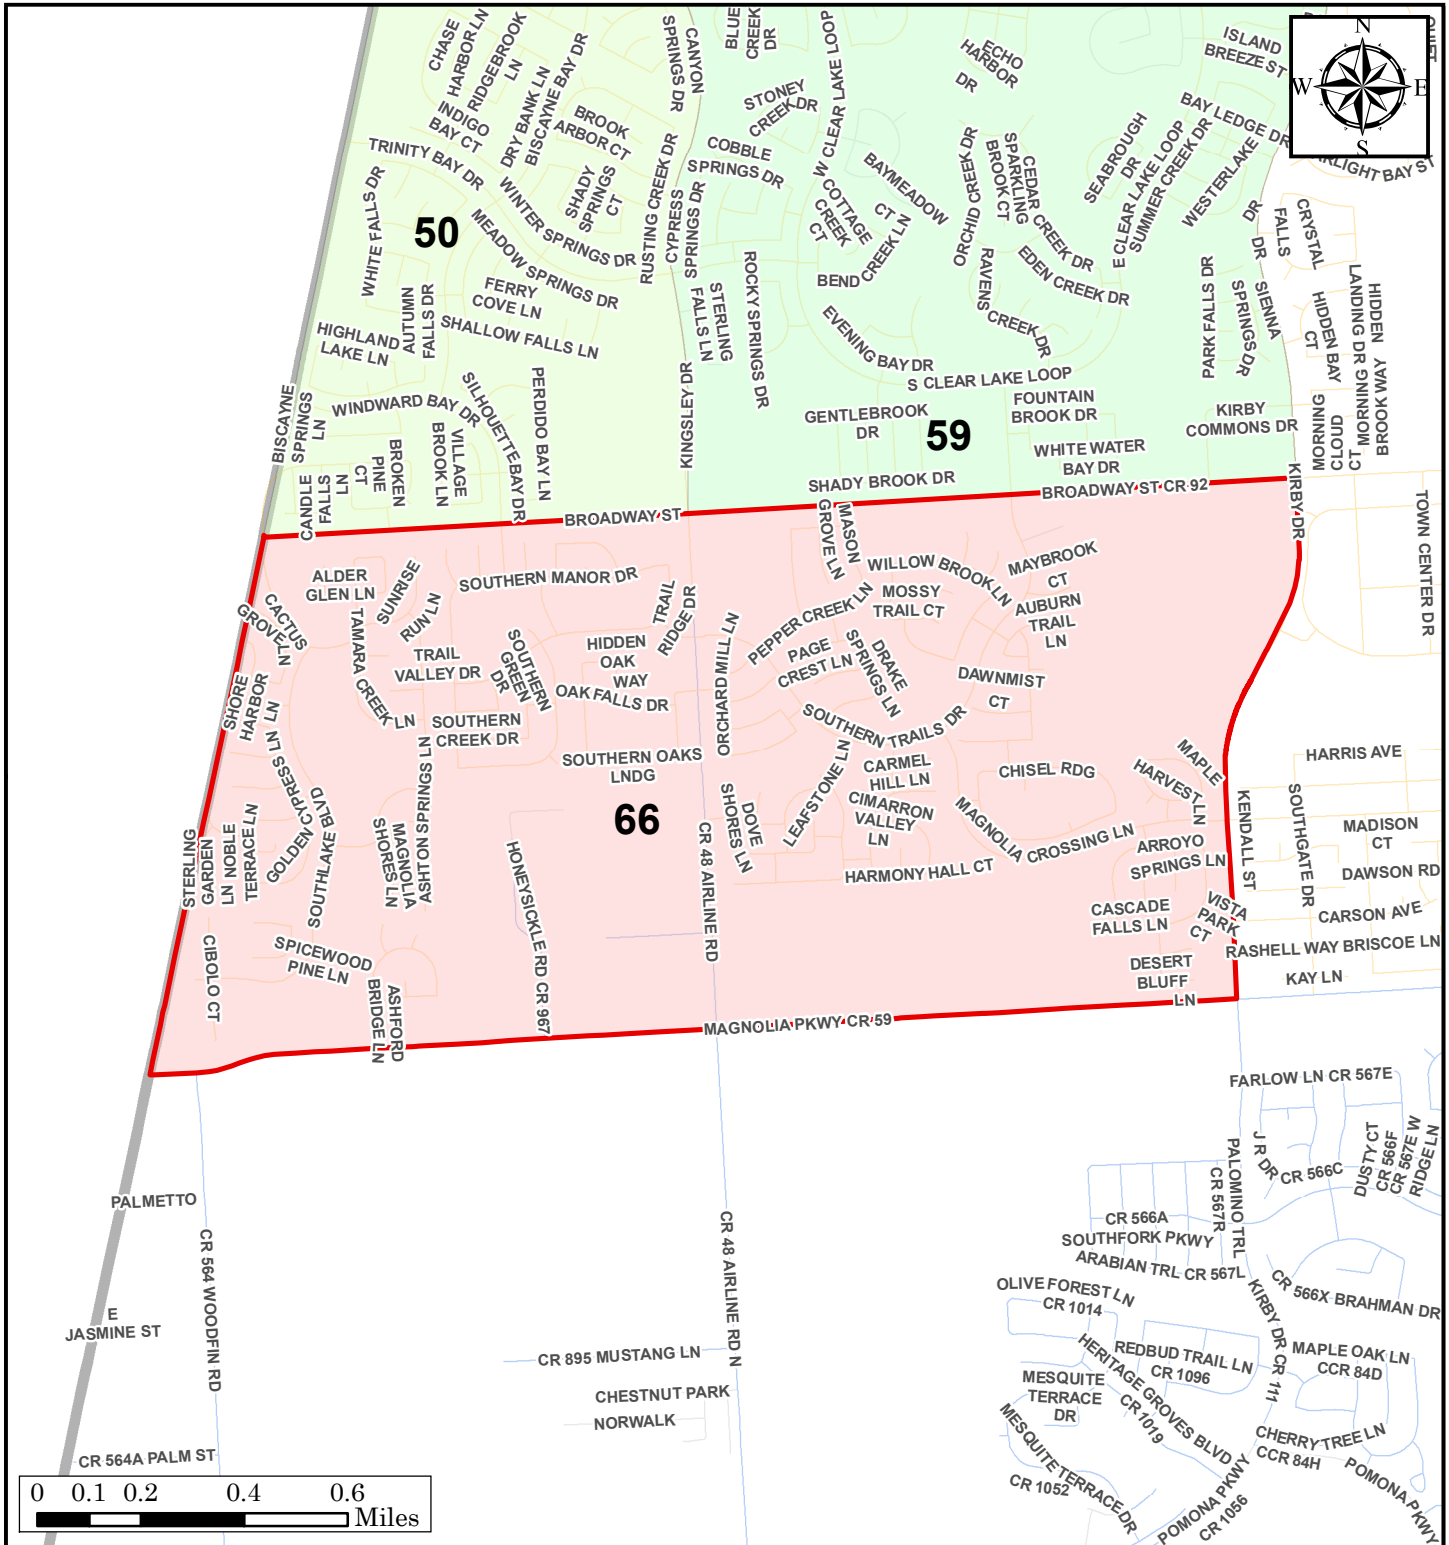 CHASE
HARBOR LN
RIDGEBROOK
LN
DRY BANK LN
BISCAYNE BAY DR
INDIGO
BAY CT
BROOK
ARBOR CT
TRINITY BAY DR
SHADY
SPRINGS
CT
WINTER SPRINGS DR
MEADOW SPRINGS DR
WHITE FALLS DR
50
AUTUMN
FALLS DR
FERRY
COVE LN
SHALLOW FALLS LN
HIGHLAND
LAKE LN
BISCAYNE
SPRINGS
LN
WINDWARD BAY DR
SILHOUETTE BAY DR
PERDIDO BAY LN
VILLAGE
BROOK LN
BROKEN
PINE
CT
CANDLE
FALLS
LN
CANYON
SPRINGS DR
RUSTING CREEK DR
CYPRESS
SPRINGS DR
KINGSLEY DR
BLUE
CREEK
DR
STONEY
CREEK DR
COBBLE
SPRINGS DR
W CLEAR LAKE LOOP
COTTAGE
CREEK
CT
BAYMEADOW
CT
BEND
CREEK LN
STERLING
FALLS LN
ROCKY SPRINGS DR
EVENING BAY DR
S CLEAR LAKE LOOP
GENTLEBROOK
DR
59
SHADY BROOK DR
ECHO
HARBOR
DR
ORCHID CREEK DR
SPARKLING
BROOK CT
CEDAR CREEK DR
EDEN CREEK DR
RAVENS
CREEK DR
FOUNTAIN
BROOK DR
WHITE WATER
BAY DR
SEABROUGH
DR
E CLEAR LAKE LOOP
SUMMER CREEK DR
WESTERLAKE
DR
ISLAND
BREEZE ST
BAY LEDGE DR
CRYSTAL
FALLS
DR
PARK FALLS DR
SIENNA
SPRINGS DR
KIRBY
COMMONS DR
HIDDEN
LANDING DR
HIDDEN BAY
CT
MORNING
CLOUD
CT
MORNING
BROOK WAY
N
W
E
S
BROADWAY ST
BROADWAY ST CR 92
KIRBY DR
TOWN CENTER DR
ALDER
GLEN LN
SUNRISE
RUN LN
SOUTHERN MANOR DR
TRAIL
RIDGE DR
CACTUS
GROVE LN
TAMARA CREEK LN
TRAIL
VALLEY DR
SOUTHERN
GREEN
DR
HIDDEN
OAK
WAY
OAK FALLS DR
SHORE
HARBOR
LN
SOUTHERN
CREEK DR
SOUTHERN OAKS
LNDG
66
GOLDEN CYPRESS LN
SOUTHLAKE BLVD
ASHTON SPRINGS LN
MAGNOLIA
SHORES LN
STERLING
GARDEN
LN
NOBLE
TERRACE LN
CIBOLO CT
SPICEWOOD
PINE LN
ASHFORD
BRIDGE LN
HONEYSICKLE RD CR 967
CR 48 AIRLINE RD
ORCHARD MILL LN
MASON
GROVE LN
WILLOW BROOK LN
MOSSY
TRAIL CT
MAYBROOK
CT
AUBURN
TRAIL
LN
PEPPER CREEK LN
PAGE
CREST LN
DRAKE
SPRINGS LN
DAWNMIST
CT
SOUTHERN TRAILS DR
CARMEL
HILL LN
CHISEL RDG
LEAFSTONE LN
DOVE
SHORES LN
CIMARRON
VALLEY
LN
MAGNOLIA CROSSING LN
HARMONY HALL CT
MAPLE
HARVEST LN
ARROYO
SPRINGS LN
CASCADE
FALLS LN
VISTA
PARK
CT
DESERT
BLUFF
LN
KENDALL ST
SOUTHGATE DR
HARRIS AVE
MADISON
CT
DAWSON RD
CARSON AVE
RASHELL WAY BRISCOE LN
KAY LN
MAGNOLIA PKWY CR 59
FARLOW LN CR 567E
J R DR
CR 566C
DUSTY CT
CR 566F
CR 567E W
RIDGE LN
PALOMINO TRL
CR 567R
CR 566A
SOUTHFORK PKWY
ARABIAN TRL CR 567L
CR 566X BRAHMAN DR
OLIVE FOREST LN
CR 1014
KIRBY DR CR 111
HERITAGE GROVES BLVD
CR 1019
REDBUD TRAIL LN
CR 1096
MAPLE OAK LN
CCR 84D
MESQUITE
TERRACE
DR
MESQUITE TERRACE DR
CR 1052
CHERRY TREE LN
CCR 84H
POMONA PKWY
CR 1056
POMONA PKWY
PALMETTO
CR 564 WOODFIN RD
E
JASMINE ST
CR 564A PALM ST
CR 48 AIRLINE RD N
CR 895 MUSTANG LN
CHESTNUT PARK
NORWALK
0 0.1 0.2 0.4 0.6
Miles